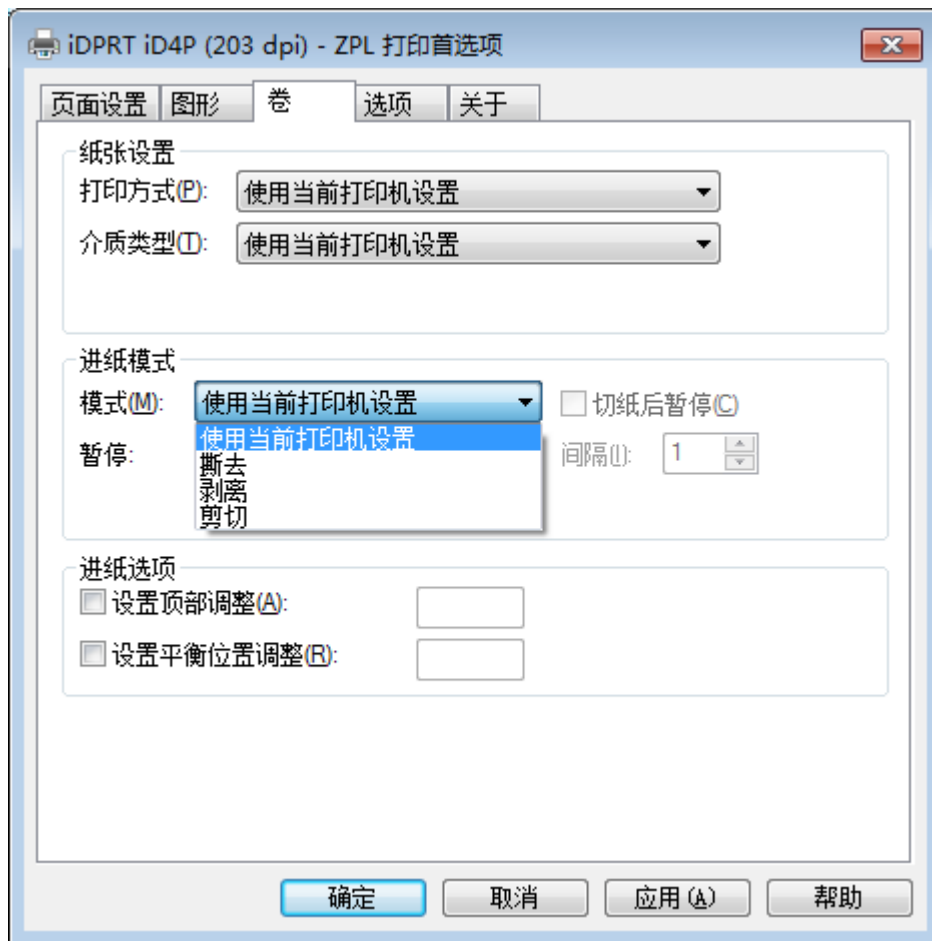 iDPRT iD4P (203 dpi) - ZPL 打印首选项
页面设置 图形 卷 选项 关于
纸张设置
打印方式(P): 使用当前打印机设置
介质类型(T): 使用当前打印机设置
进纸模式
模式(M): 使用当前打印机设置 切纸后暂停(C)
使用当前打印机设置
暂停: 撕去 间隔(I): 1
剥离
剪切
进纸选项
设置顶部调整(A):
设置平衡位置调整(R):
确定 取消 应用(A) 帮助